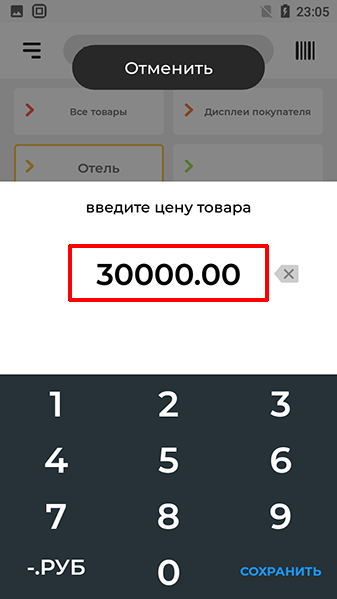 23:05
Отменить
Все товары
Дисплеи покупателя
Отель
введите цену товара
30000.00
1 2 3
4 5 6
7 8 9
-.РУБ 0 СОХРАНИТЬ